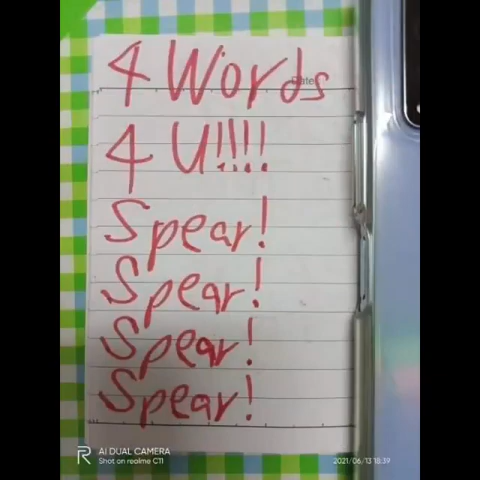 Date
4 Words
4 U!!!!
Spear!
Spear!
Spear!
Spear!
AI DUAL CAMERA
Shot on realme C11
2021/06/13 18:39